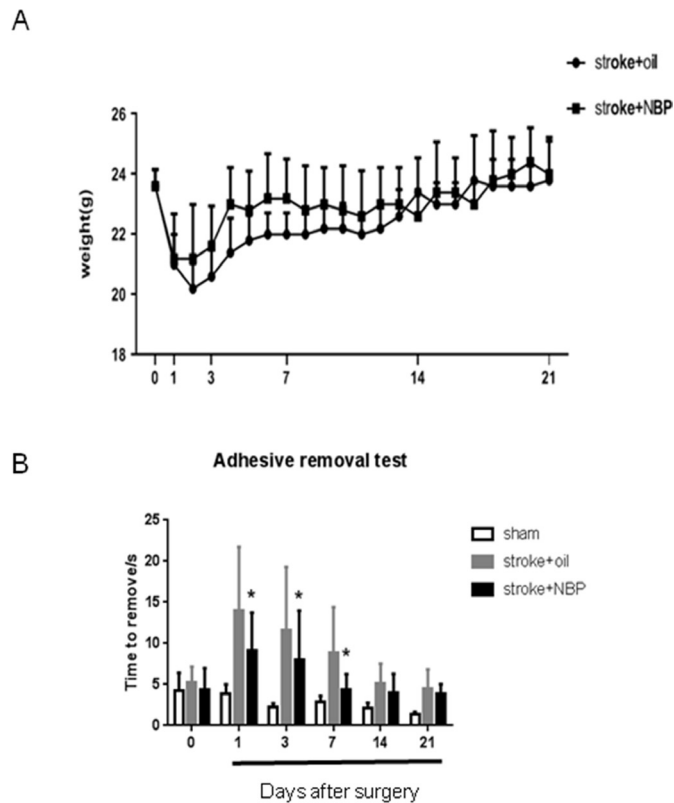 A
stroke+oil
stroke+NBP
26
24
22
20
18
weight(g)
0 1 3 7 14 21
B
Adhesive removal test
25
20
15
10
5
0
Time to remove/s
sham
stroke+oil
stroke+NBP
* * *
0 1 3 7 14 21
Days after surgery